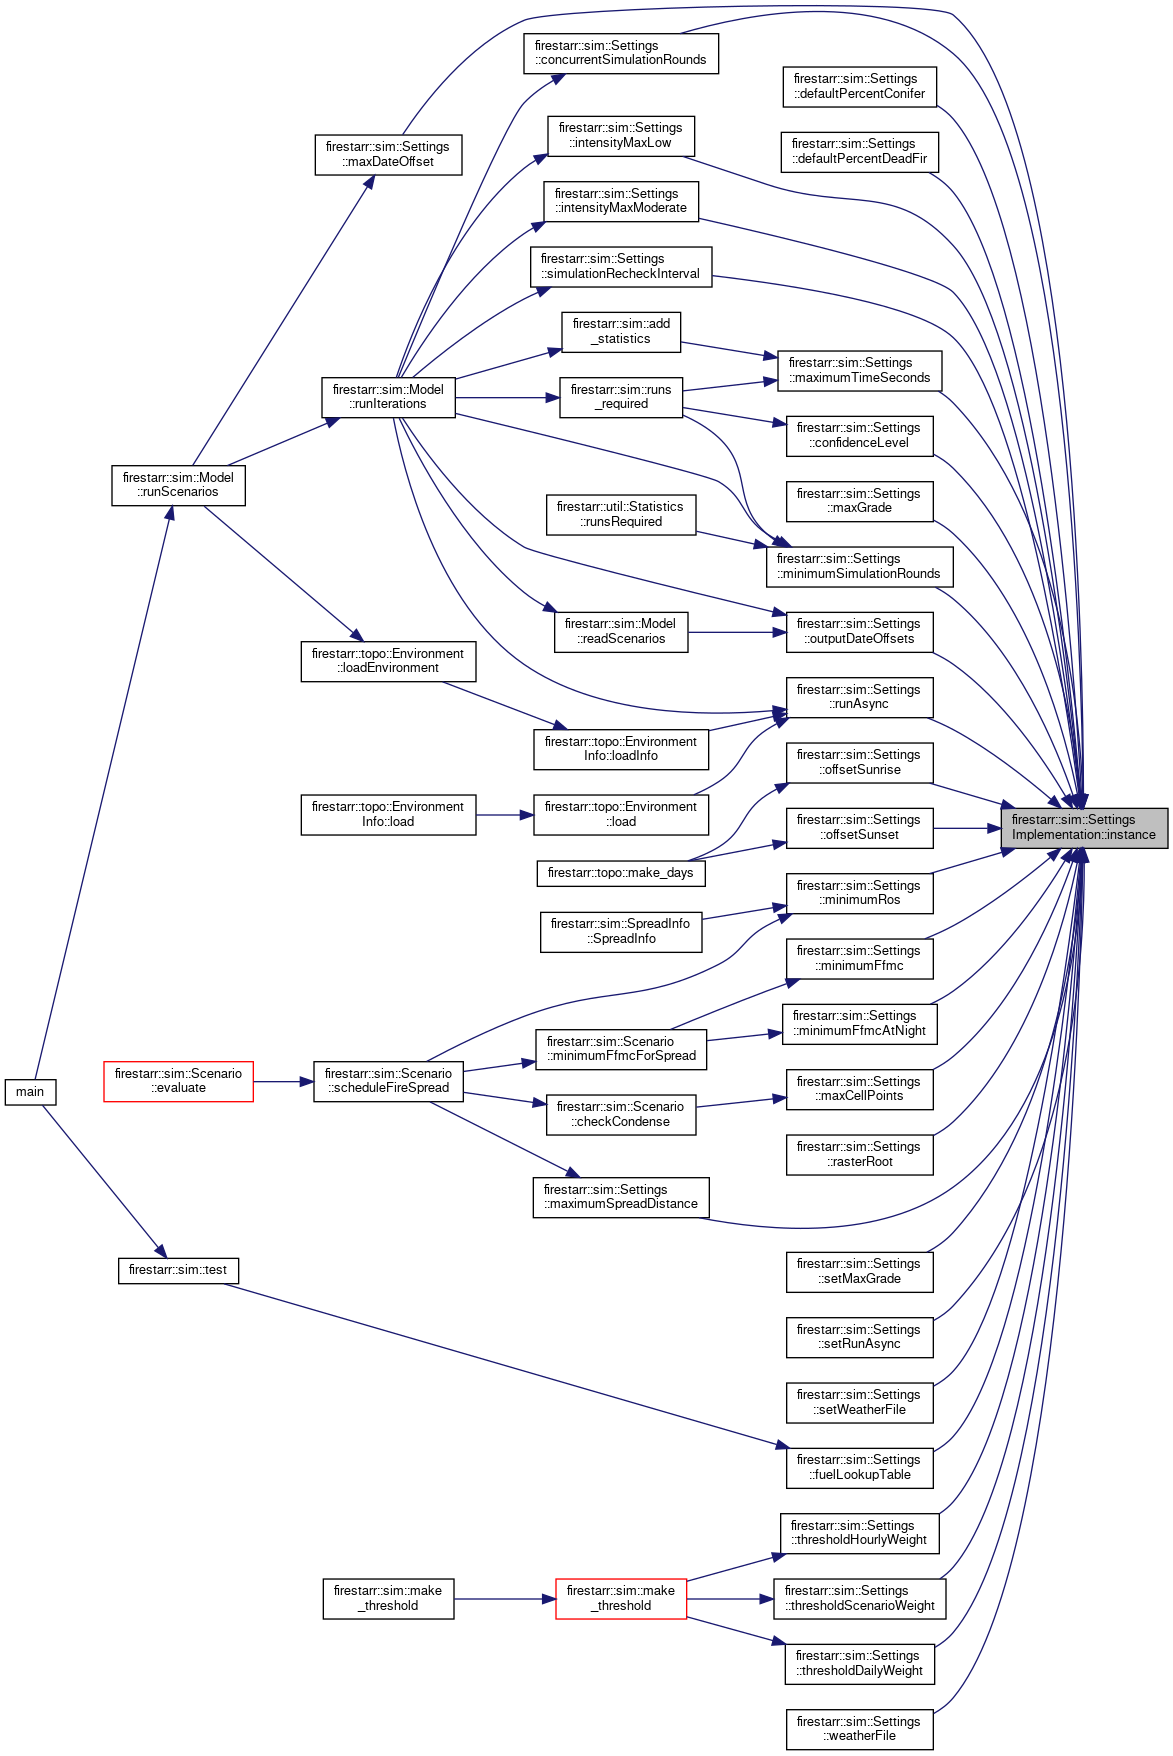 firestarr::sim::Settings
::concurrentSimulationRounds
firestarr::sim::Settings
::defaultPercentConifer
firestarr::sim::Settings
::intensityMaxLow
firestarr::sim::Settings
::defaultPercentDeadFir
firestarr::sim::Settings
::maxDateOffset
firestarr::sim::Settings
::intensityMaxModerate
firestarr::sim::Settings
::simulationRecheckInterval
firestarr::sim::add
_statistics
firestarr::sim::Settings
::maximumTimeSeconds
firestarr::sim::Model
::runIterations
firestarr::sim::runs
_required
firestarr::sim::Settings
::confidenceLevel
firestarr::sim::Model
::runScenarios
firestarr::sim::Settings
::maxGrade
firestarr::util::Statistics
::runsRequired
firestarr::sim::Settings
::minimumSimulationRounds
firestarr::sim::Model
::readScenarios
firestarr::sim::Settings
::outputDateOffsets
firestarr::topo::Environment
::loadEnvironment
firestarr::sim::Settings
::runAsync
firestarr::topo::Environment
Info::loadInfo
firestarr::sim::Settings
::offsetSunrise
firestarr::topo::Environment
Info::load
firestarr::topo::Environment
::load
firestarr::sim::Settings
::offsetSunset
firestarr::sim::Settings
Implementation::instance
firestarr::topo::make_days
firestarr::sim::Settings
::minimumRos
firestarr::sim::SpreadInfo
::SpreadInfo
firestarr::sim::Settings
::minimumFfmc
firestarr::sim::Settings
::minimumFfmcAtNight
firestarr::sim::Scenario
::minimumFfmcForSpread
firestarr::sim::Scenario
::evaluate
firestarr::sim::Scenario
::scheduleFireSpread
main
firestarr::sim::Settings
::maxCellPoints
firestarr::sim::Scenario
::checkCondense
firestarr::sim::Settings
::rasterRoot
firestarr::sim::Settings
::maximumSpreadDistance
firestarr::sim::test
firestarr::sim::Settings
::setMaxGrade
firestarr::sim::Settings
::setRunAsync
firestarr::sim::Settings
::setWeatherFile
firestarr::sim::Settings
::fuelLookupTable
firestarr::sim::Settings
::thresholdHourlyWeight
firestarr::sim::make
_threshold
firestarr::sim::make
_threshold
firestarr::sim::Settings
::thresholdScenarioWeight
firestarr::sim::Settings
::thresholdDailyWeight
firestarr::sim::Settings
::weatherFile